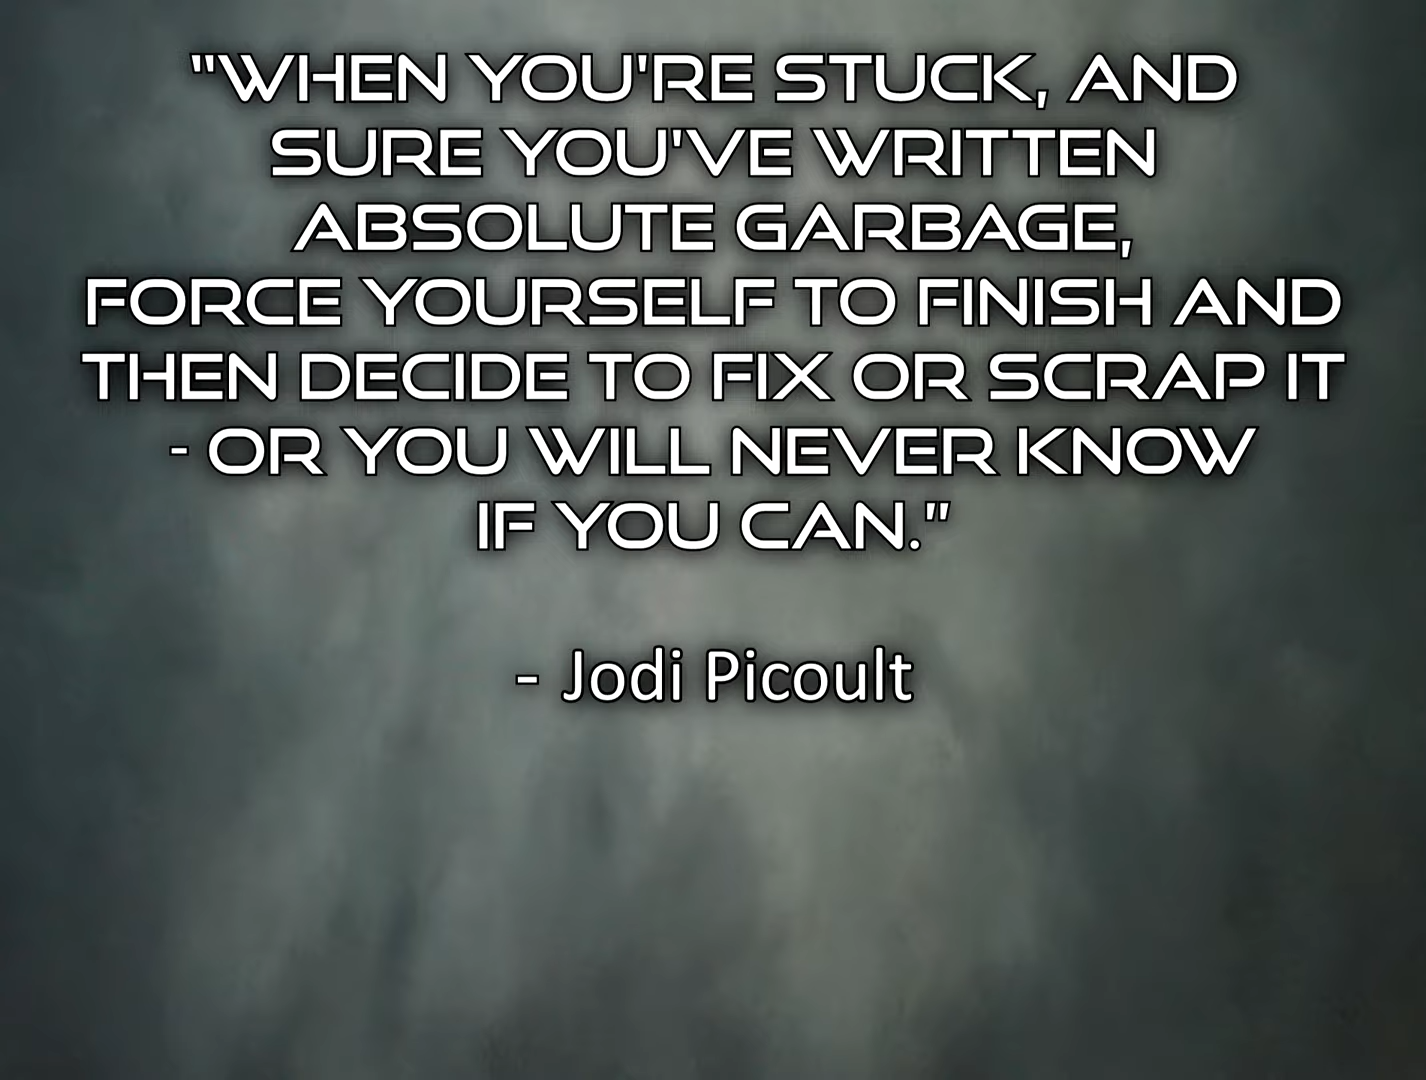 "WHEN YOU'RE STUCK, AND
SURE YOU'VE WRITTEN
ABSOLUTE GARBAGE,
FORCE YOURSELF TO FINISH AND
THEN DECIDE TO FIX OR SCRAP IT
- OR YOU WILL NEVER KNOW
IF YOU CAN."
- Jodi Picoult